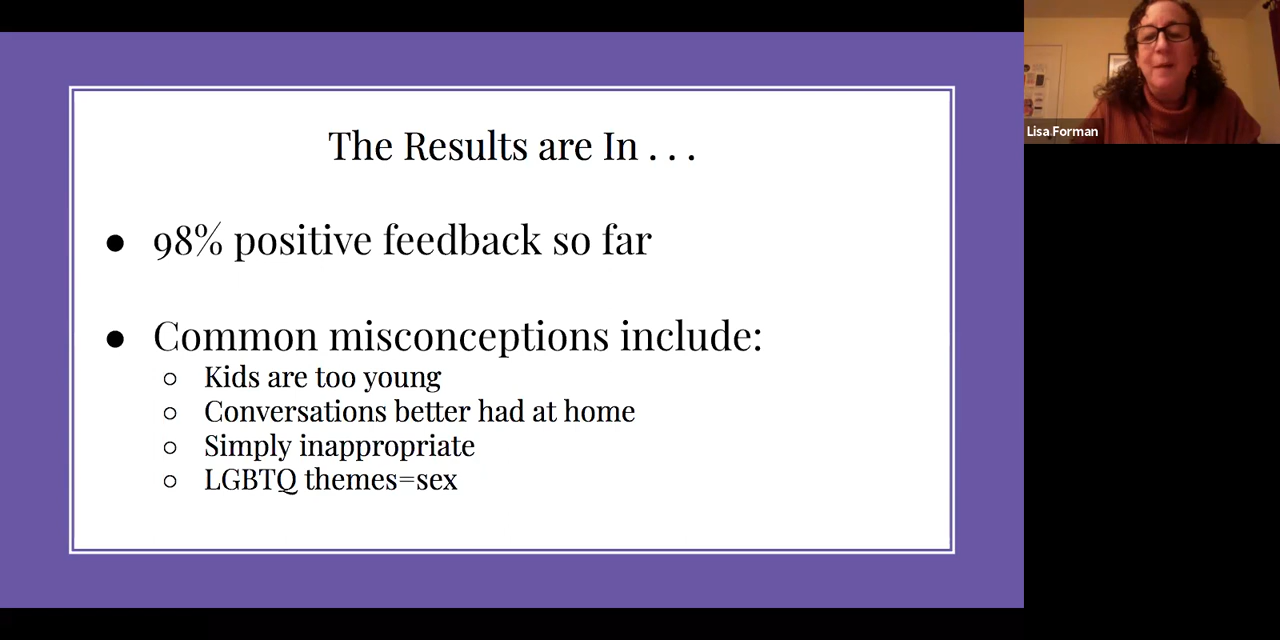 The Results are In . . .
● 98% positive feedback so far
● Common misconceptions include:
○ Kids are too young
○ Conversations better had at home
○ Simply inappropriate
○ LGBTQ themes=sex
Lisa Forman